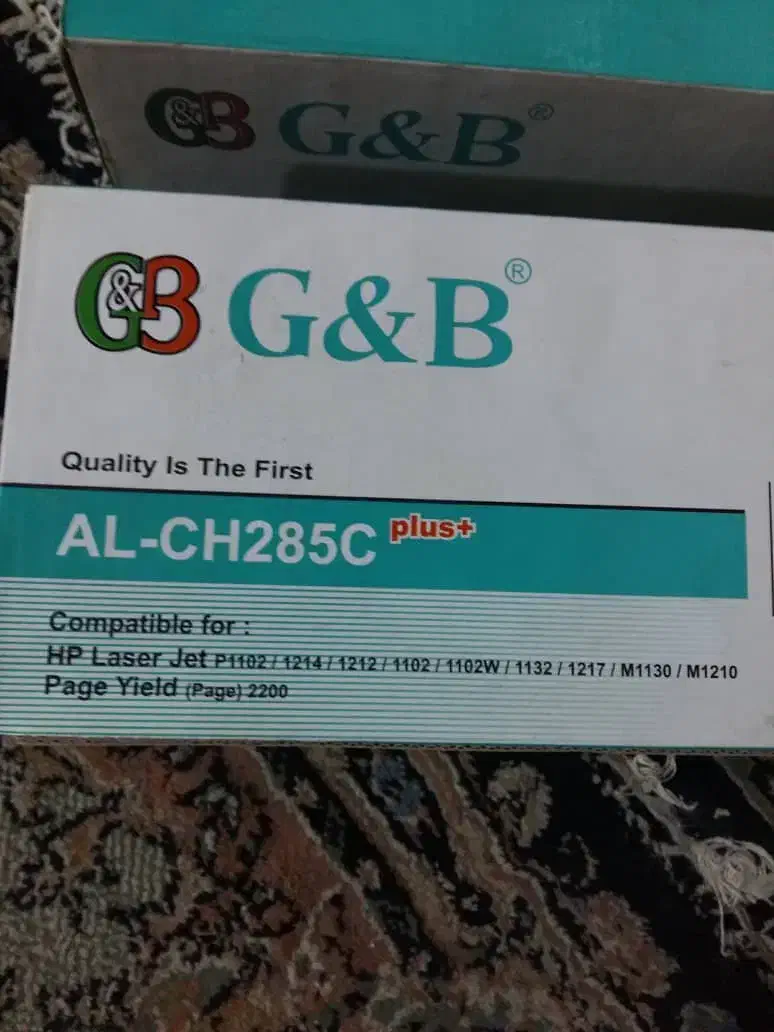 G&B G&B®
G&B G&B®
Quality Is The First
AL-CH285C plus+
Compatible for :
HP Laser Jet P1102 / 1214 / 1212 / 1102 / 1102W / 1132 / 1217 / M1130 / M1210
Page Yield (Page) 2200